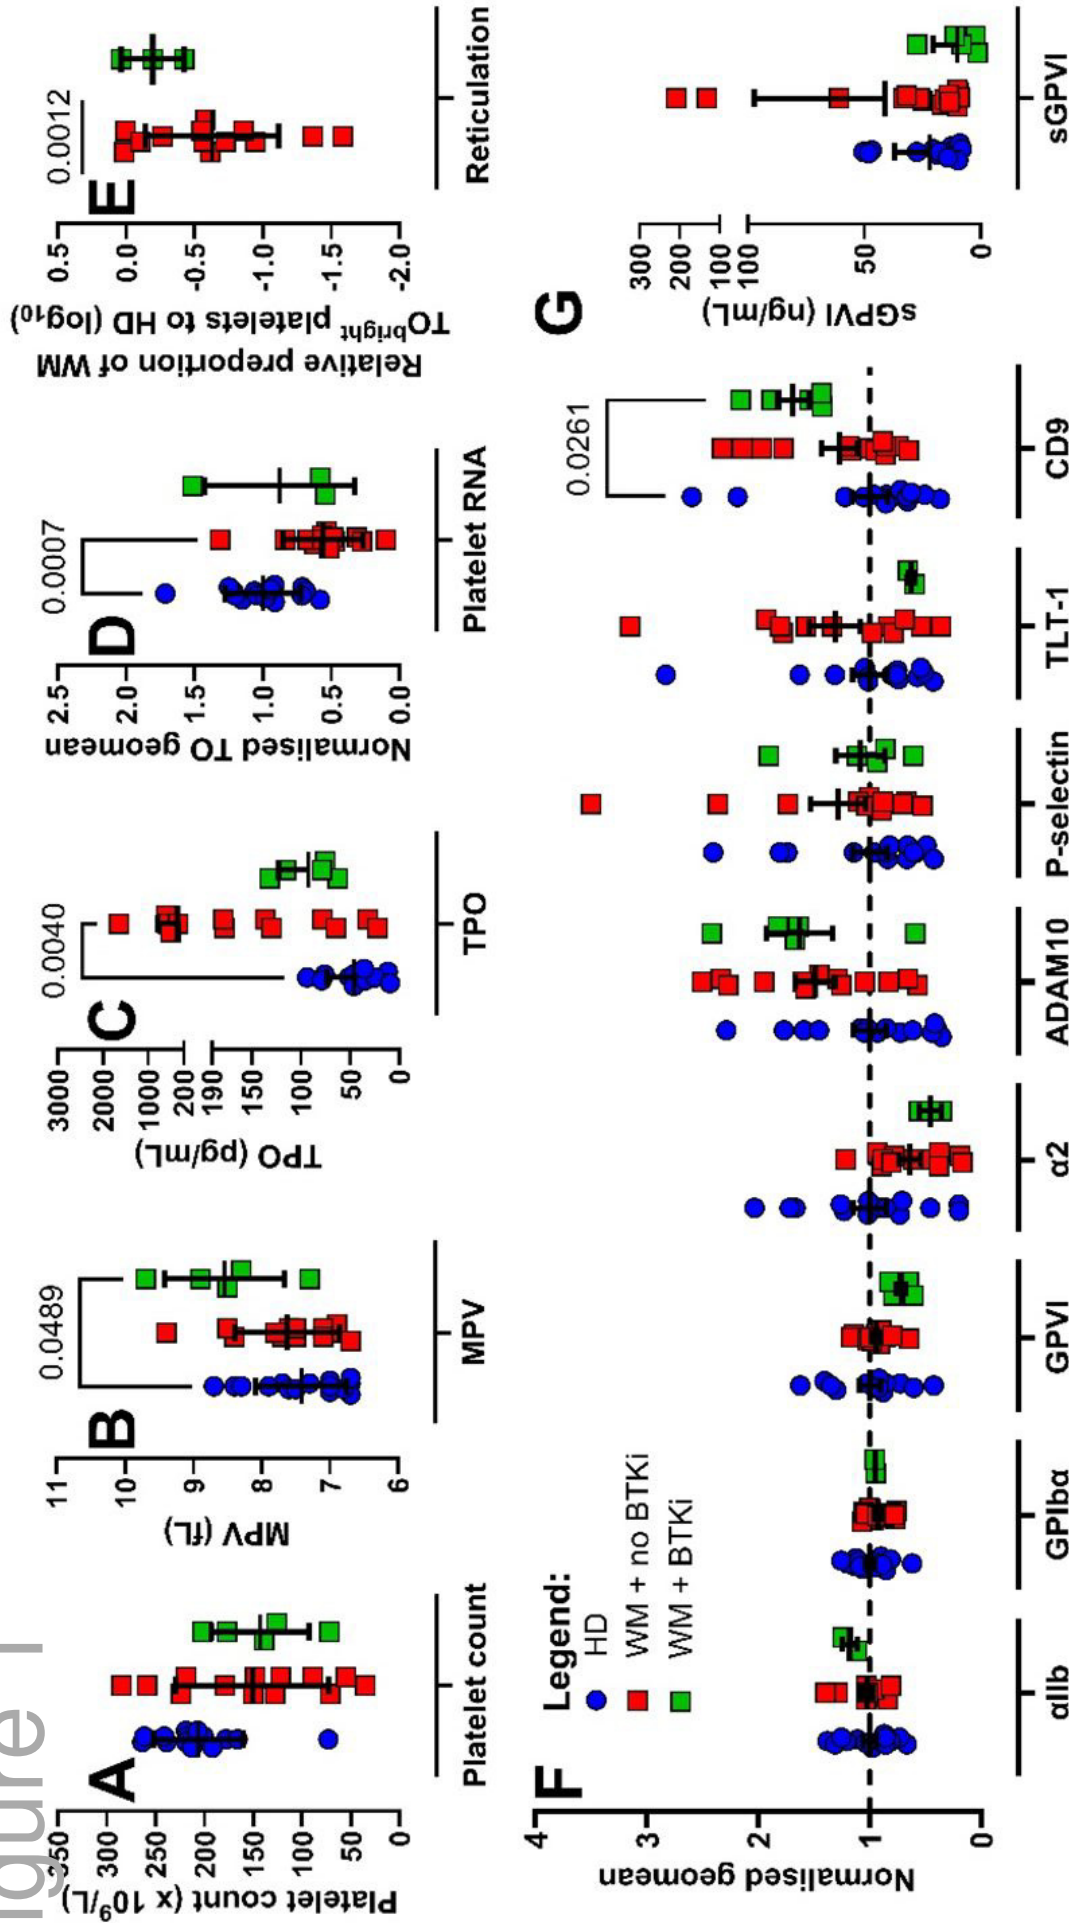 igure 1
A
Platelet count (x 10⁹/L)
350
300
250
200
150
100
50
0
Platelet count
B
MPV (fL)
11
10
9
8
7
6
0.0489
MPV
C
TPO (pg/mL)
3000
2000
1000
200
190
150
100
50
0
0.0040
TPO
D
Normalised TO geomean
2.5
2.0
1.5
1.0
0.5
0.0
0.0007
Platelet RNA
E
Relative proportion of WM
TObright platelets to HD (log10)
0.5
0.0
-0.5
-1.0
-1.5
-2.0
0.0012
Reticulation
F
Legend:
HD
WM + no BTKi
WM + BTKi
Normalised geomean
4
3
2
1
0
0.0261
αIIb
GPIbα
GPVI
α2
ADAM10
P-selectin
TLT-1
CD9
G
sGPVI (ng/mL)
300
200
100
100
50
0
sGPVI